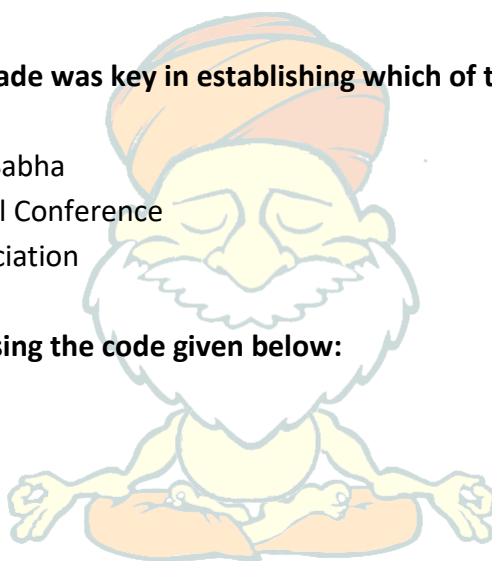 ade was key in establishing which of t
abha
l Conference
ciation
sing the code given below: